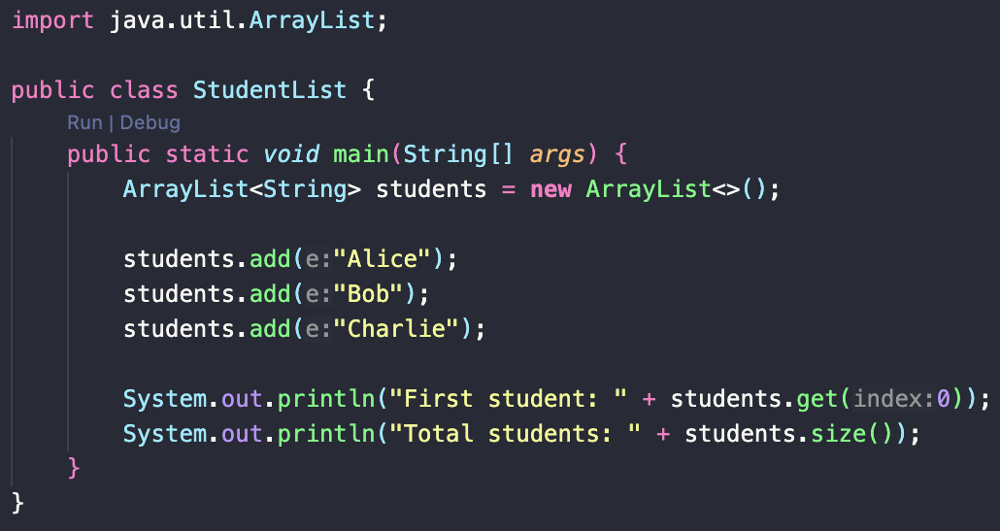 import java.util.ArrayList;
public class StudentList {
Run | Debug
public static void main(String[] args) {
ArrayList<String> students = new ArrayList<>();
students.add(e:"Alice");
students.add(e:"Bob");
students.add(e:"Charlie");
System.out.println("First student: " + students.get(index:0));
System.out.println("Total students: " + students.size());
}
}